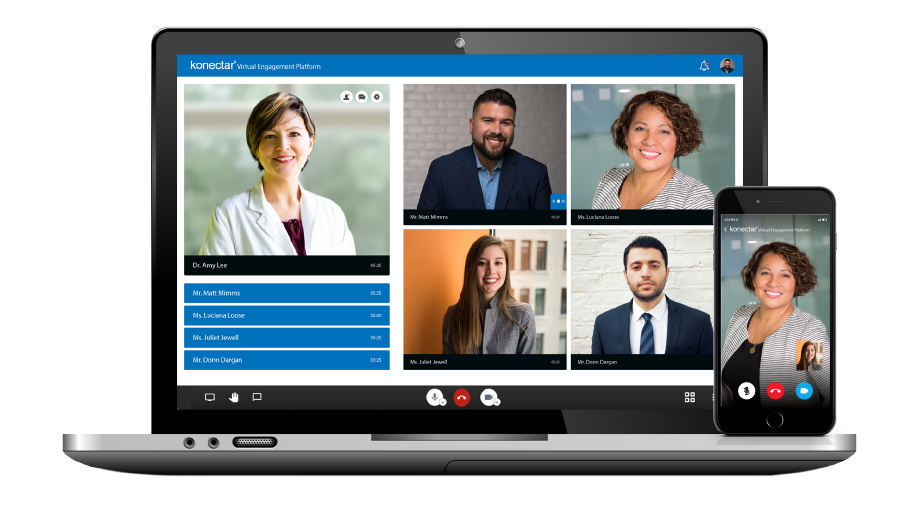 konectar Virtual Engagement Platform
Dr. Amy Lee 05:25
Mr. Matt Mimms 05:25
Ms. Luciana Loose
Mr. Matt Mimms 03:25
Ms. Luciana Loose 02:00
Ms. Juliet Jewell 05:25
Mr. Donn Dargan 03:25
Ms. Juliet Jewell 05:25
Mr. Donn Dargan
konectar Virtual Engagement Platform